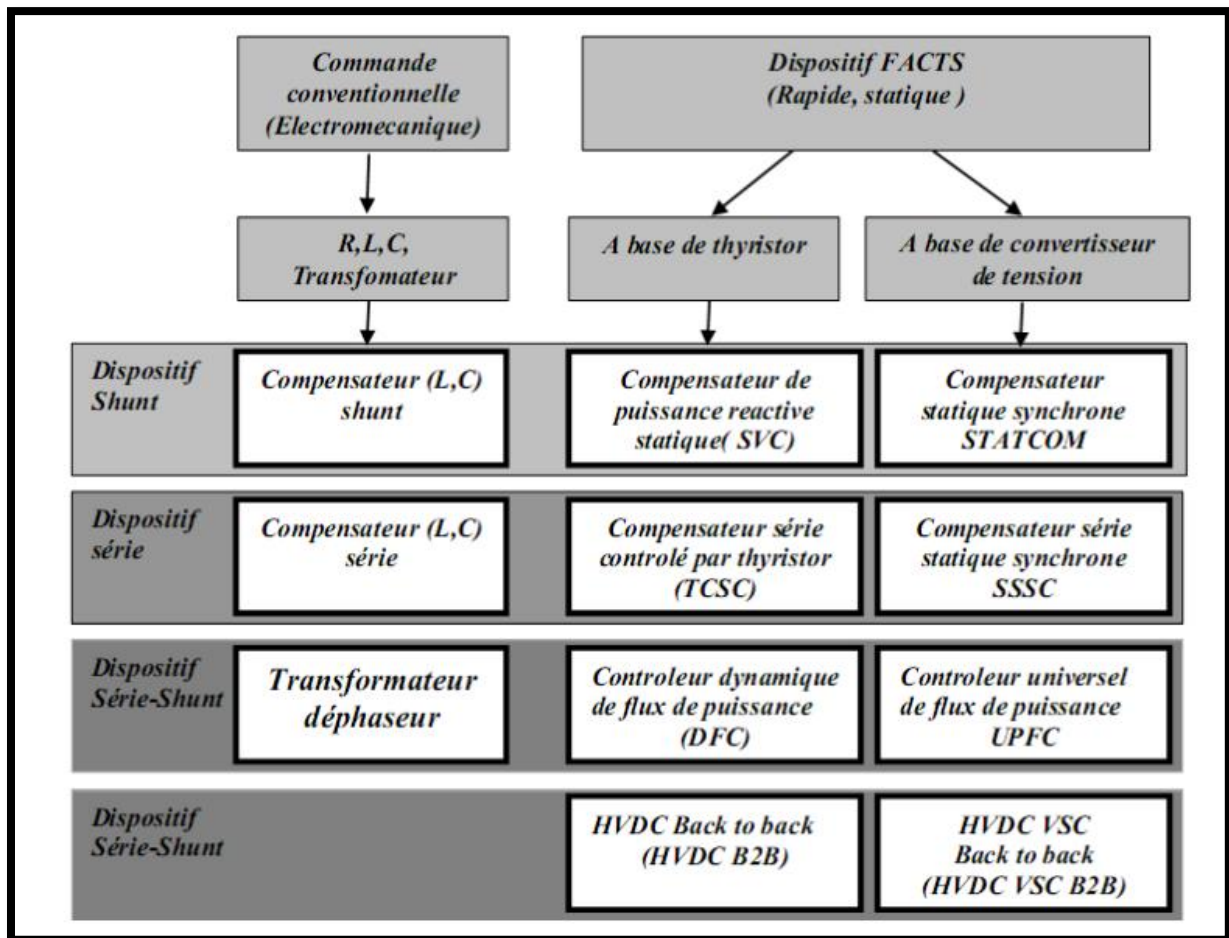 Commande
conventionnelle
(Electromecanique)
Dispositif FACTS
(Rapide, statique )
R,L,C,
Transfomateur
A base de thyristor
A base de convertisseur
de tension
Dispositif
Shunt
Compensateur (L,C)
shunt
Compensateur de
puissance reactive
statique( SVC)
Compensateur
statique synchrone
STATCOM
Dispositif
série
Compensateur (L,C)
série
Compensateur série
controlé par thyristor
(TCSC)
Compensateur série
statique synchrone
SSSC
Dispositif
Série-Shunt
Transformateur
déphaseur
Controleur dynamique
de flux de puissance
(DFC)
Controleur universel
de flux de puissance
UPFC
Dispositif
Série-Shunt
HVDC Back to back
(HVDC B2B)
HVDC VSC
Back to back
(HVDC VSC B2B)